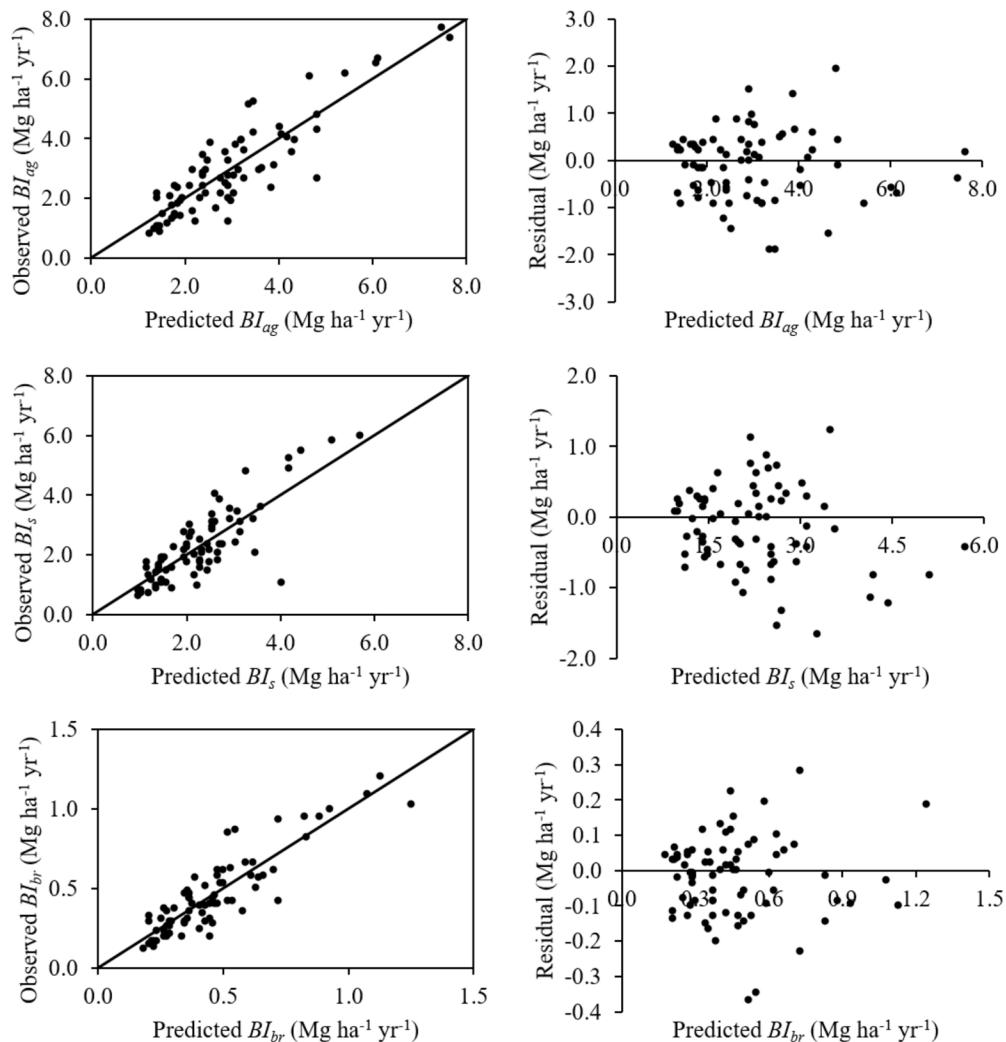 8.0
6.0
4.0
2.0
0.0
0.0 2.0 4.0 6.0 8.0
Observed BI_ag (Mg ha⁻¹ yr⁻¹)
Predicted BI_ag (Mg ha⁻¹ yr⁻¹)
3.0
2.0
1.0
0.0
-1.0
-2.0
-3.0
0.0 2.0 4.0 6.0 8.0
Residual (Mg ha⁻¹ yr⁻¹)
Predicted BI_ag (Mg ha⁻¹ yr⁻¹)
8.0
6.0
4.0
2.0
0.0
0.0 2.0 4.0 6.0 8.0
Observed BI_s (Mg ha⁻¹ yr⁻¹)
Predicted BI_s (Mg ha⁻¹ yr⁻¹)
2.0
1.0
0.0
-1.0
-2.0
0.0 1.5 3.0 4.5 6.0
Residual (Mg ha⁻¹ yr⁻¹)
Predicted BI_s (Mg ha⁻¹ yr⁻¹)
1.5
1.0
0.5
0.0
0.0 0.5 1.0 1.5
Observed BI_br (Mg ha⁻¹ yr⁻¹)
Predicted BI_br (Mg ha⁻¹ yr⁻¹)
0.4
0.3
0.2
0.1
0.0
-0.1
-0.2
-0.3
-0.4
0.0 0.3 0.6 0.9 1.2 1.5
Residual (Mg ha⁻¹ yr⁻¹)
Predicted BI_br (Mg ha⁻¹ yr⁻¹)